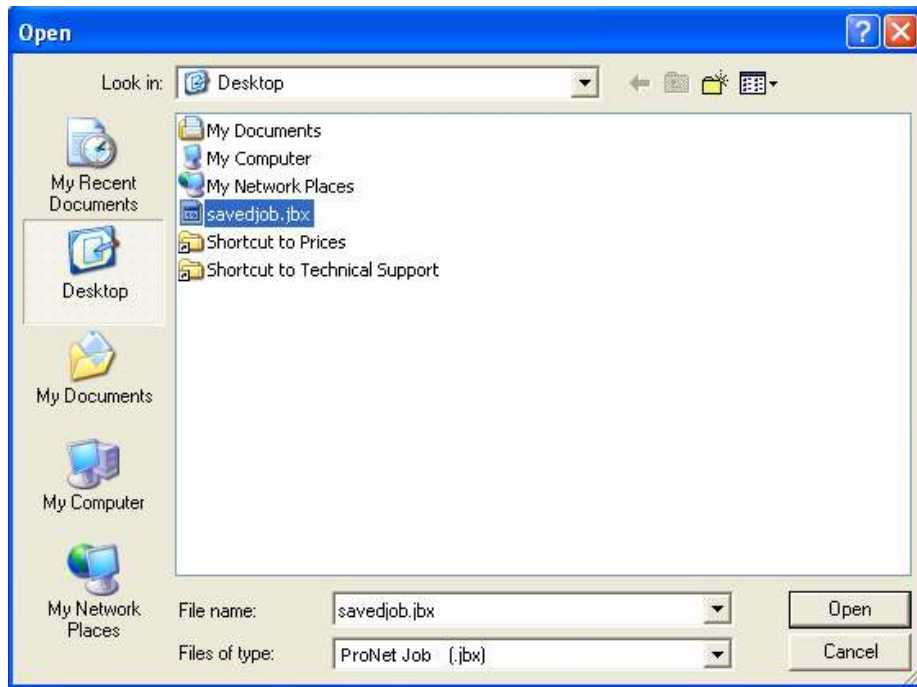 Open
Look in: Desktop
My Recent
Documents
Desktop
My Documents
My Computer
My Network
Places
My Documents
My Computer
My Network Places
savedjob.jbx
Shortcut to Prices
Shortcut to Technical Support
File name: savedjob.jbx Open
Files of type: ProNet Job (.jbx) Cancel